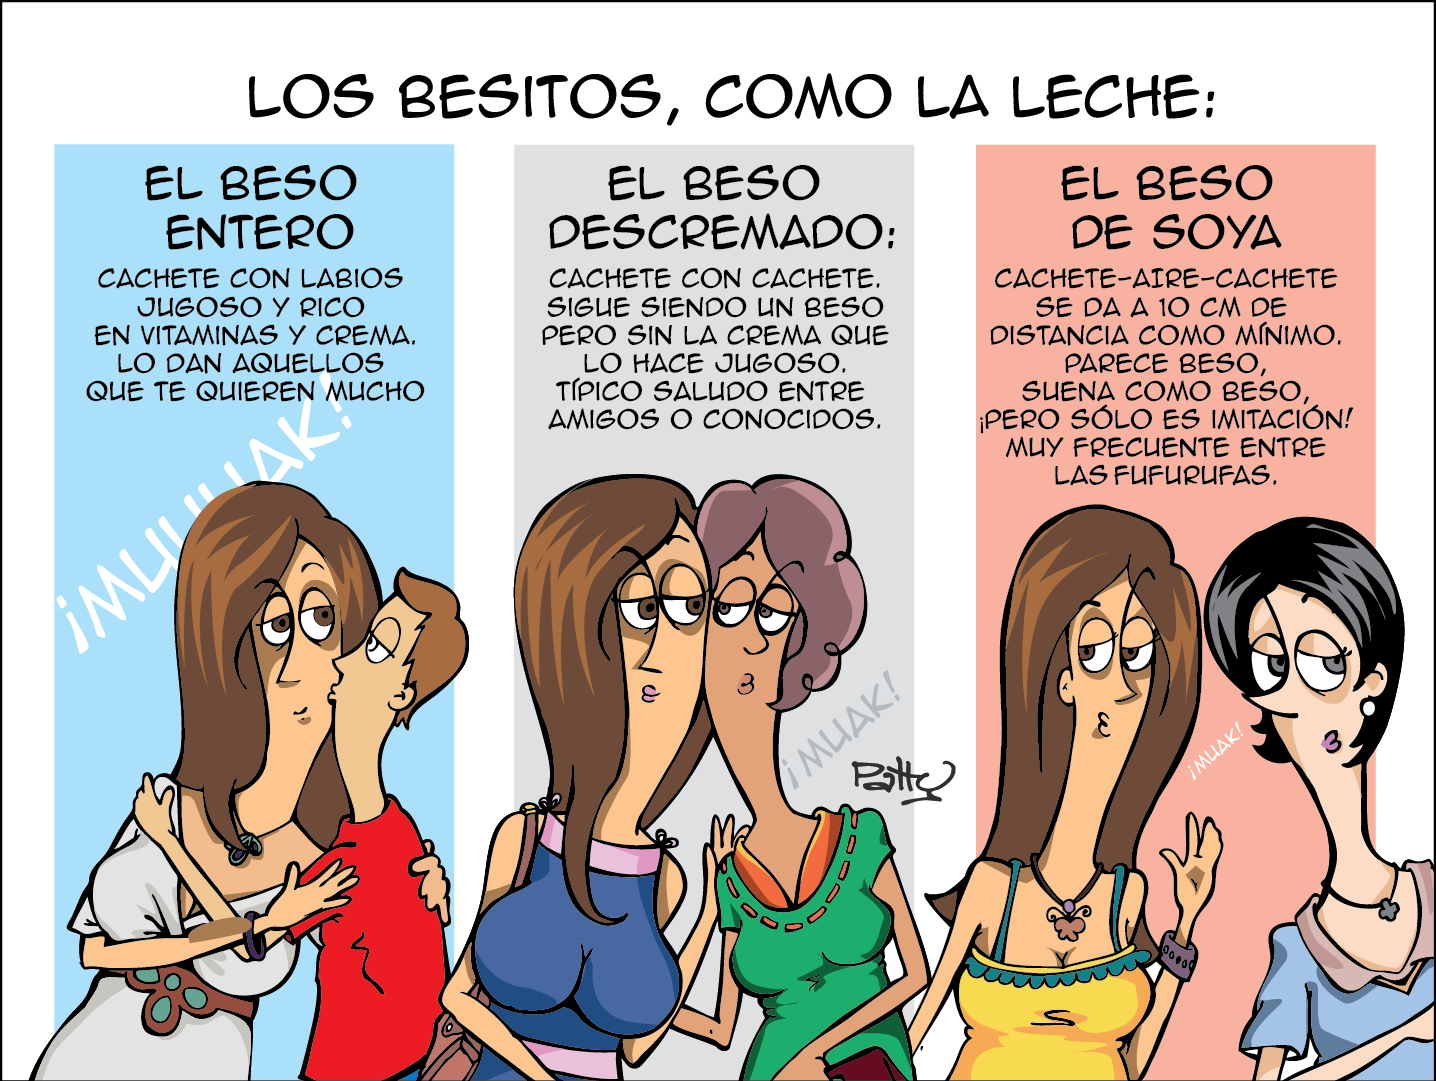 LOS BESITOS, COMO LA LECHE:
EL BESO
ENTERO
CACHETE CON LABIOS
JUGOSO Y RICO
EN VITAMINAS Y CREMA.
LO DAN AQUELLOS
QUE TE QUIEREN MUCHO
¡MUUUAK!
EL BESO
DESCREMADO:
CACHETE CON CACHETE.
SIGUE SIENDO UN BESO
PERO SIN LA CREMA QUE
LO HACE JUGOSO.
TÍPICO SALUDO ENTRE
AMIGOS O CONOCIDOS.
¡MUAK!
Patty
EL BESO
DE SOYA
CACHETE-AIRE-CACHETE
SE DA A 10 CM DE
DISTANCIA COMO MÍNIMO.
PARECE BESO,
SUENA COMO BESO,
¡PERO SÓLO ES IMITACIÓN!
MUY FRECUENTE ENTRE
LAS FUFURUFAS.
¡MUAK!